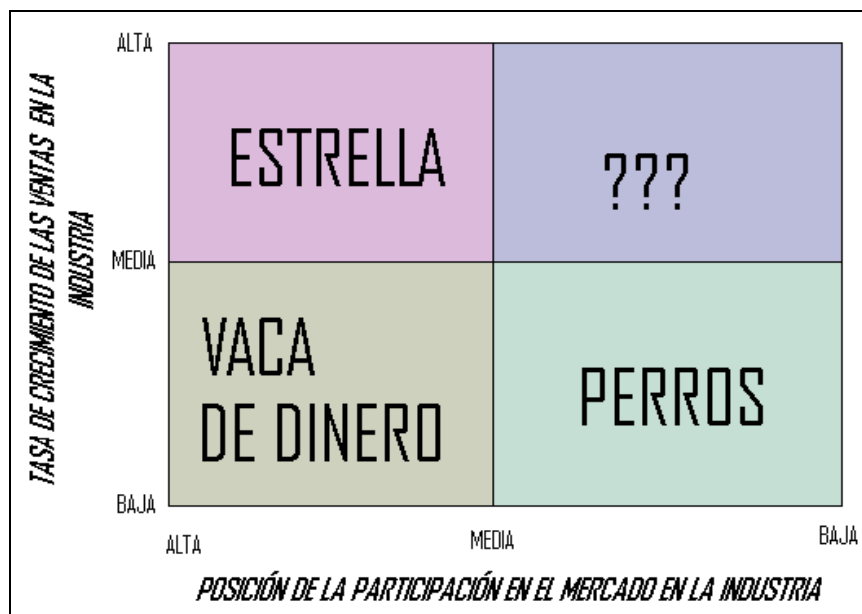 ALTA
ESTRELLA
???
TASA DE CRECIMIENTO DE LAS VENTAS EN LA
INDUSTRIA
MEDIA
VACA
DE DINERO
PERROS
BAJA
ALTA
MEDIA
BAJA
POSICIÓN DE LA PARTICIPACIÓN EN EL MERCADO EN LA INDUSTRIA